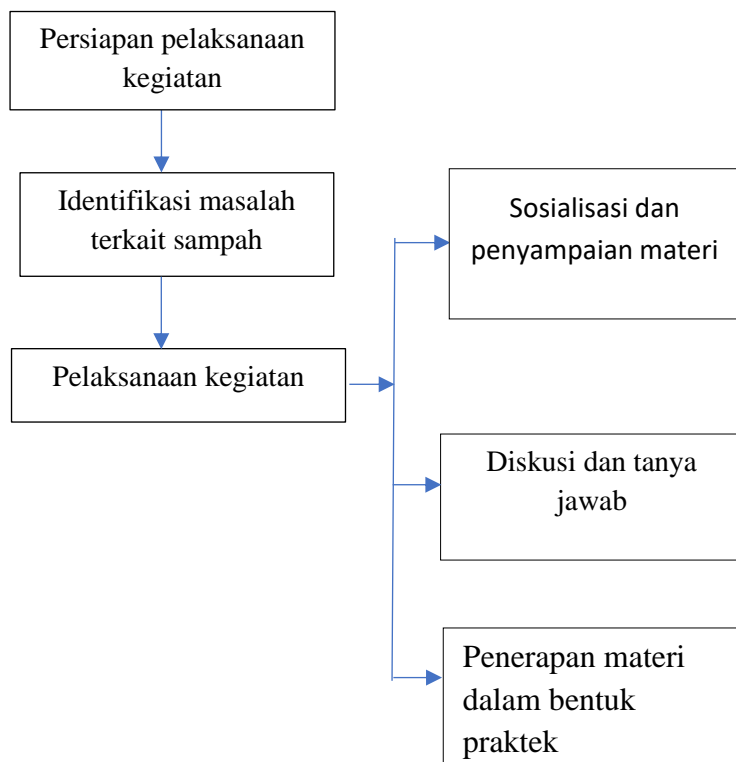 Persiapan pelaksanaan
kegiatan
Identifikasi masalah
terkait sampah
Pelaksanaan kegiatan
Sosialisasi dan
penyampaian materi
Diskusi dan tanya
jawab
Penerapan materi
dalam bentuk
praktek